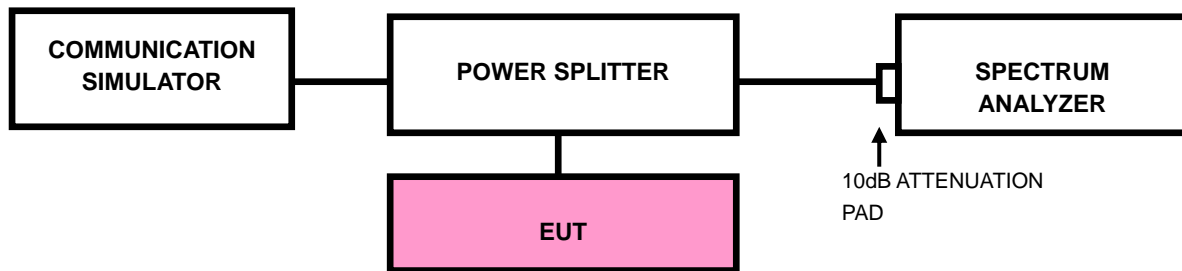 COMMUNICATION
SIMULATOR
POWER SPLITTER
SPECTRUM
ANALYZER
10dB ATTENUATION
PAD
EUT